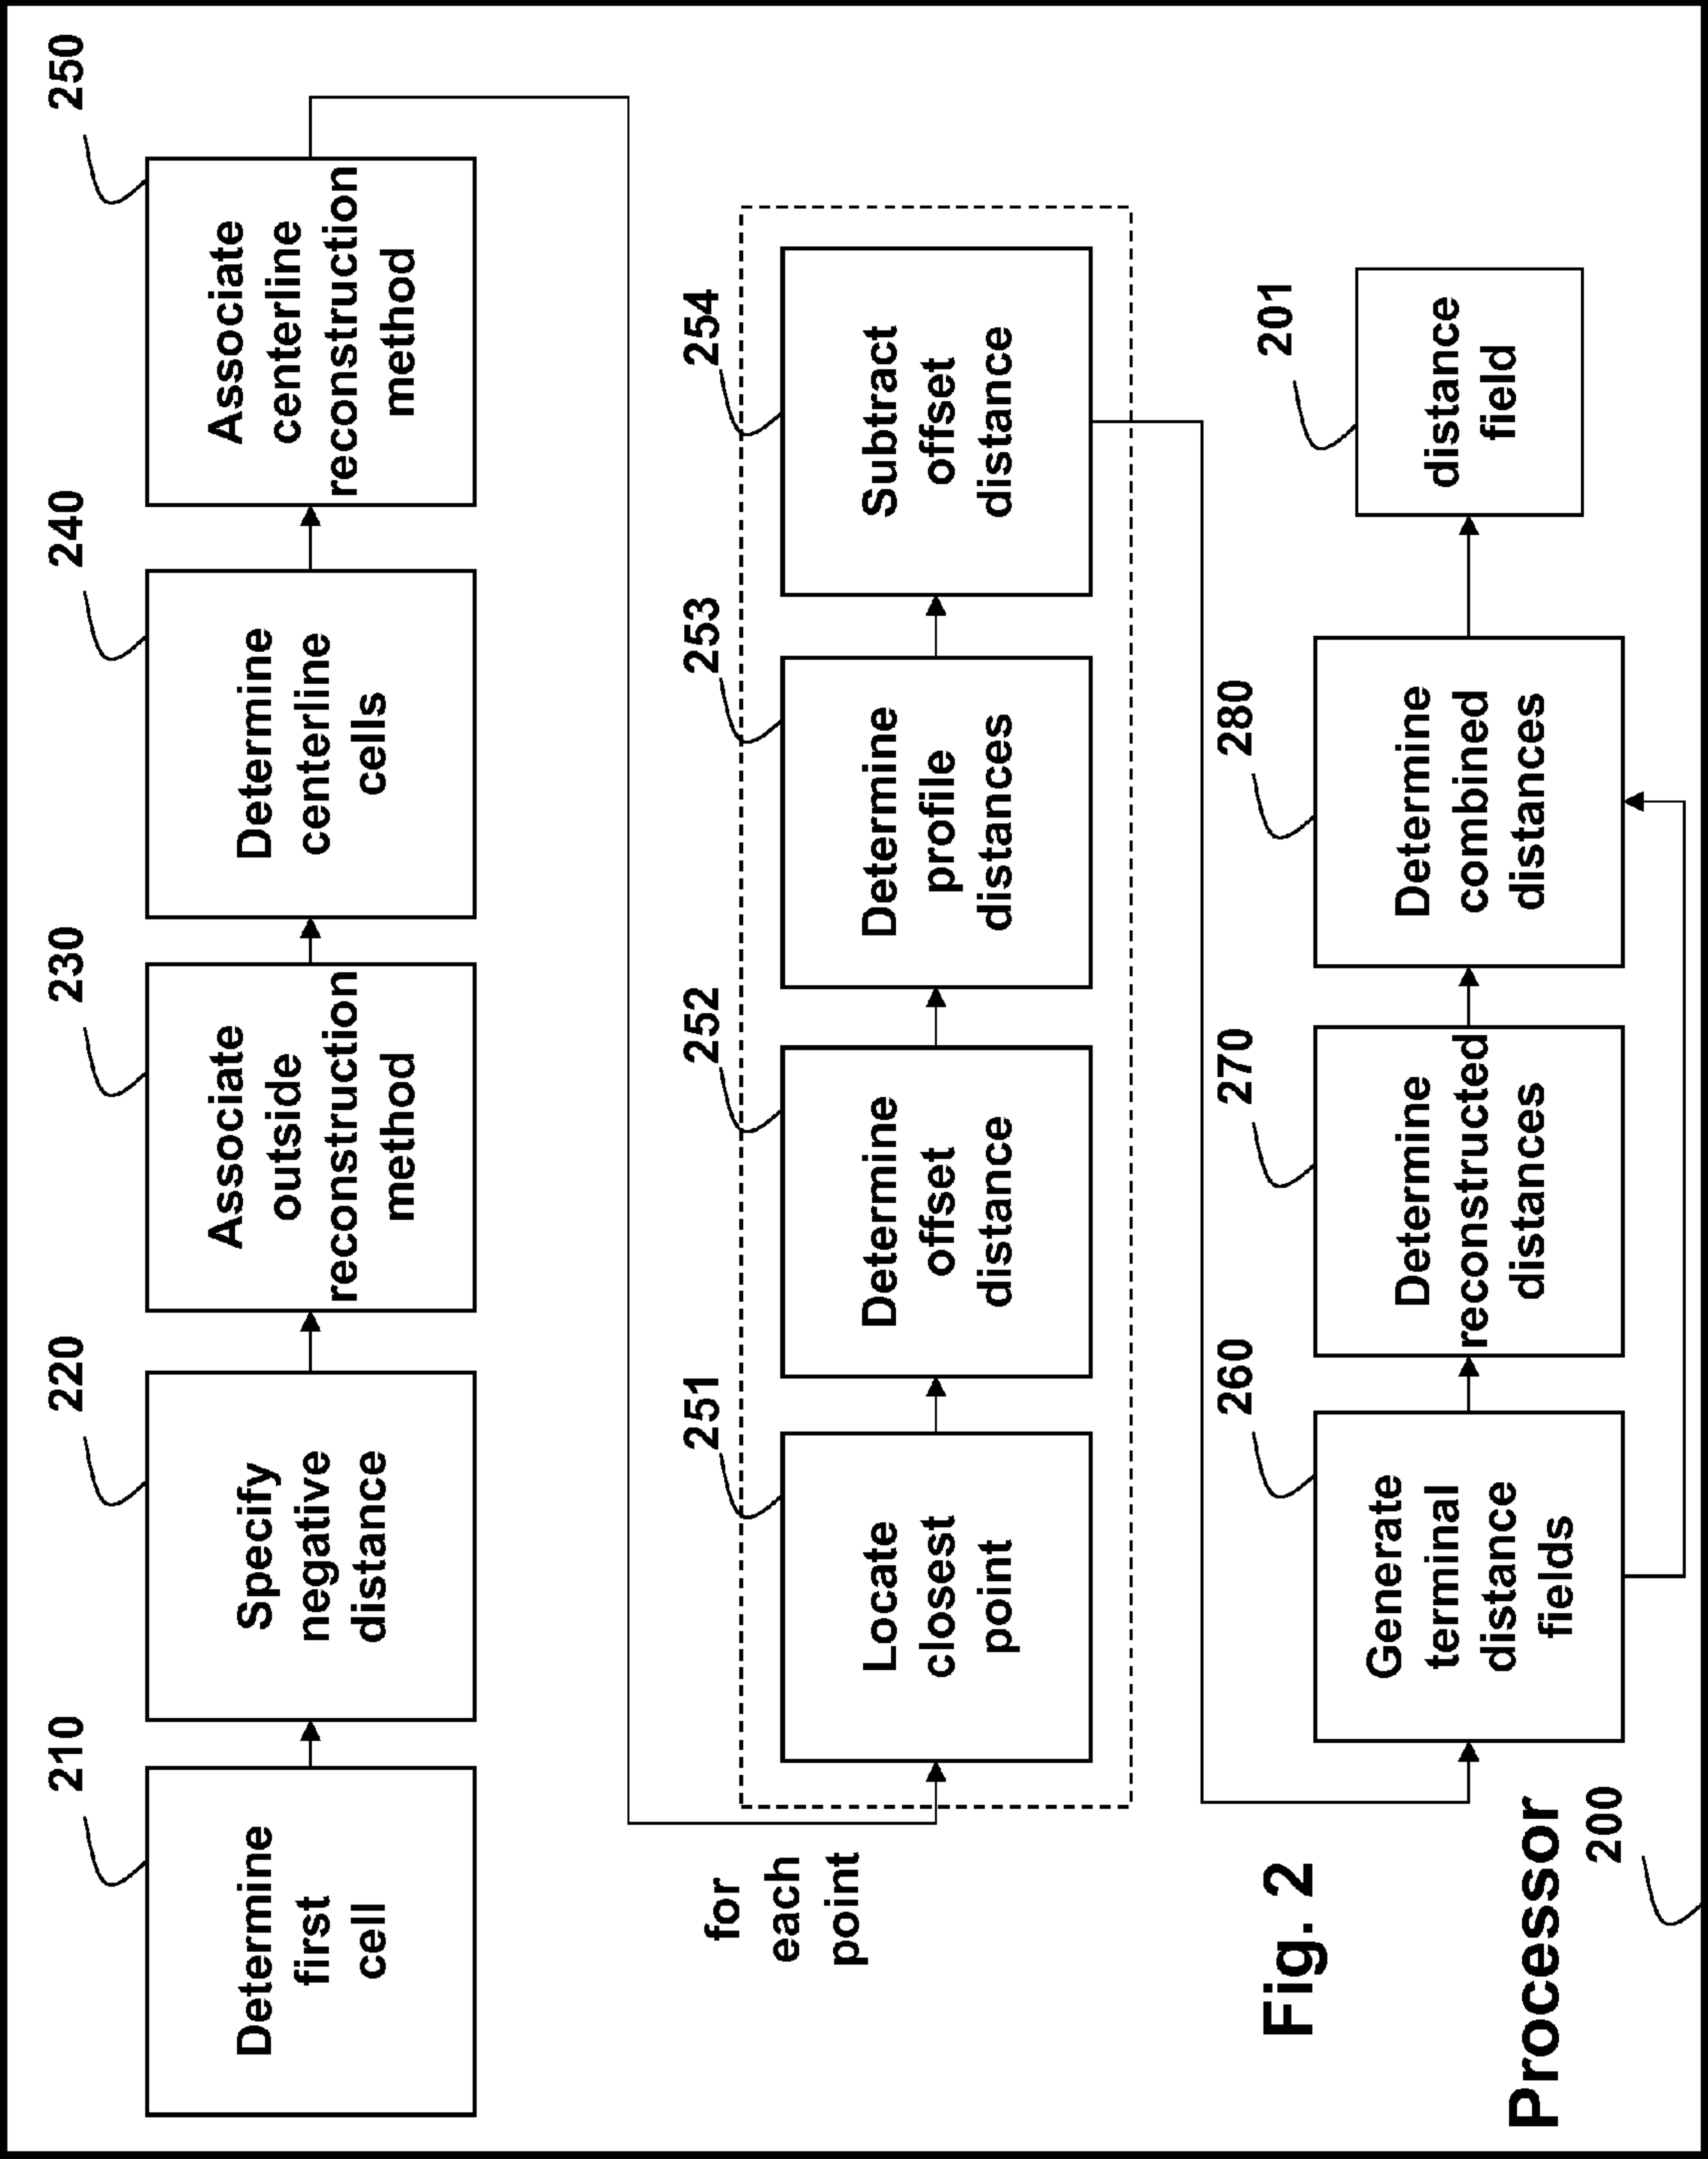 210
Determine
first
cell
220
Specify
negative
distance
230
Associate
outside
reconstruction
method
240
Determine
centerline
cells
250
Associate
centerline
reconstruction
method
for
each
point
251
Locate
closest
point
252
Determine
offset
distance
253
Determine
profile
distances
254
Subtract
offset
distance
260
Generate
terminal
distance
fields
270
Determine
reconstructed
distances
280
Determine
combined
distances
201
distance
field
Fig. 2
Processor
200